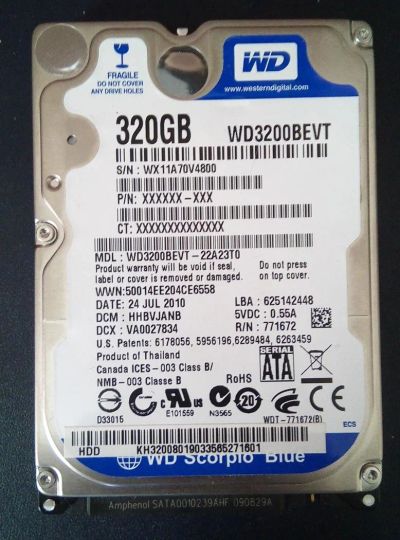 FRAGILE
DO NOT COVER
ANY DRIVE HOLES
WD
www.westerndigital.com
320GB WD3200BEVT
S/N : WX11A70V4800
P/N: XXXXXX-XXX
CT: XXXXXXXXXXXXXX
MDL : WD3200BEVT-22A23T0
Product warranty will be void if seal,
label or cover is removed or damaged.
Do not press
on top cover.
WWN:50014EE204CE6558
DATE: 24 JUL 2010 LBA : 625142448
DCM : HHBVJANB 5VDC : 0.55A
DCX : VA0027834 R/N : 771672
U.S. Patents: 6178056, 5956196,6289484, 6263459
Product of Thailand
Canada ICES-003 Class B/
NMB-003 Classe B
RoHS
SERIAL
ATA
D33015 E101559 N3565 20 WDT-771672(B)
ECS
HDD KH32008019033565271601
WD Scorpio Blue
Amphenol SATA0010239AHF 090829A